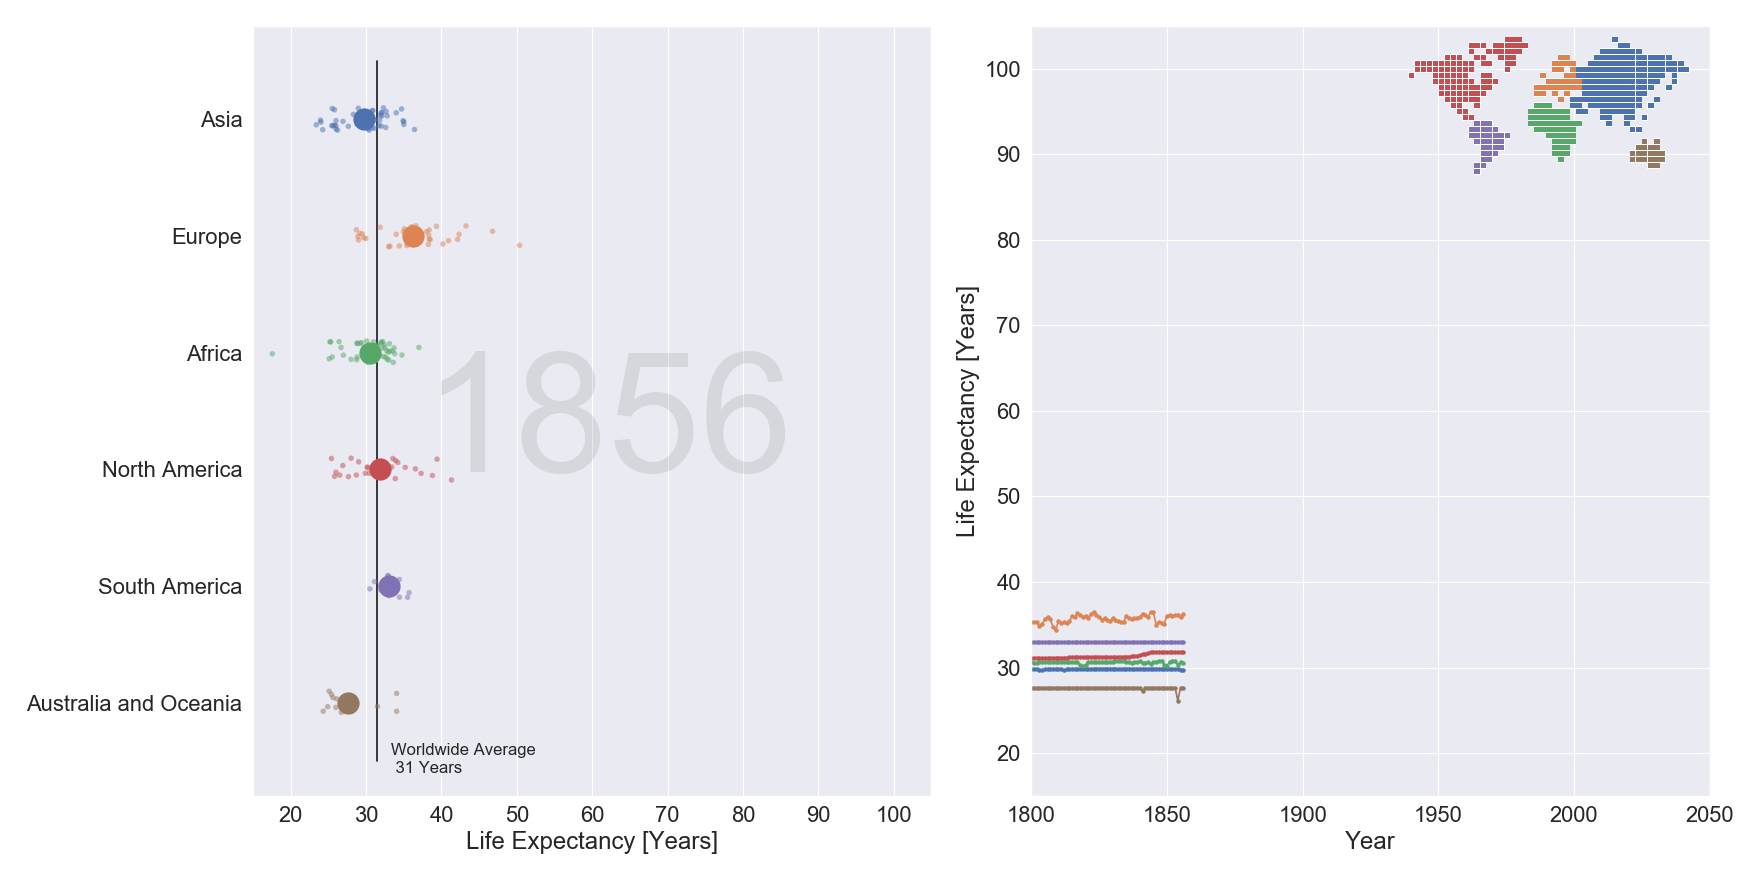 Asia
Europe
Africa
North America
South America
Australia and Oceania
1856
Worldwide Average
31 Years
20 30 40 50 60 70 80 90 100
Life Expectancy [Years]
Life Expectancy [Years]
100
90
80
70
60
50
40
30
20
1800 1850 1900 1950 2000 2050
Year